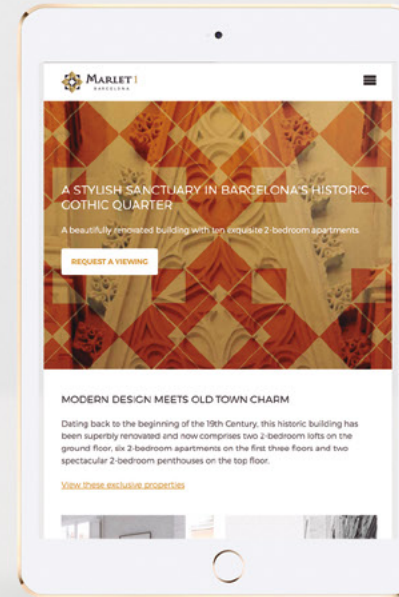 MARLET 1
BARCELONA
A STYLISH SANCTUARY IN BARCELONA'S HISTORIC
GOTHIC QUARTER
A beautifully renovated building with ten exquisite 2-bedroom apartments.
REQUEST A VIEWING
MODERN DESIGN MEETS OLD TOWN CHARM
Dating back to the beginning of the 19th Century, this historic building has
been superbly renovated and now comprises two 2-bedroom lofts on the
ground floor, six 2-bedroom apartments on the first three floors and two
spectacular 2-bedroom penthouses on the top floor.
View these exclusive properties